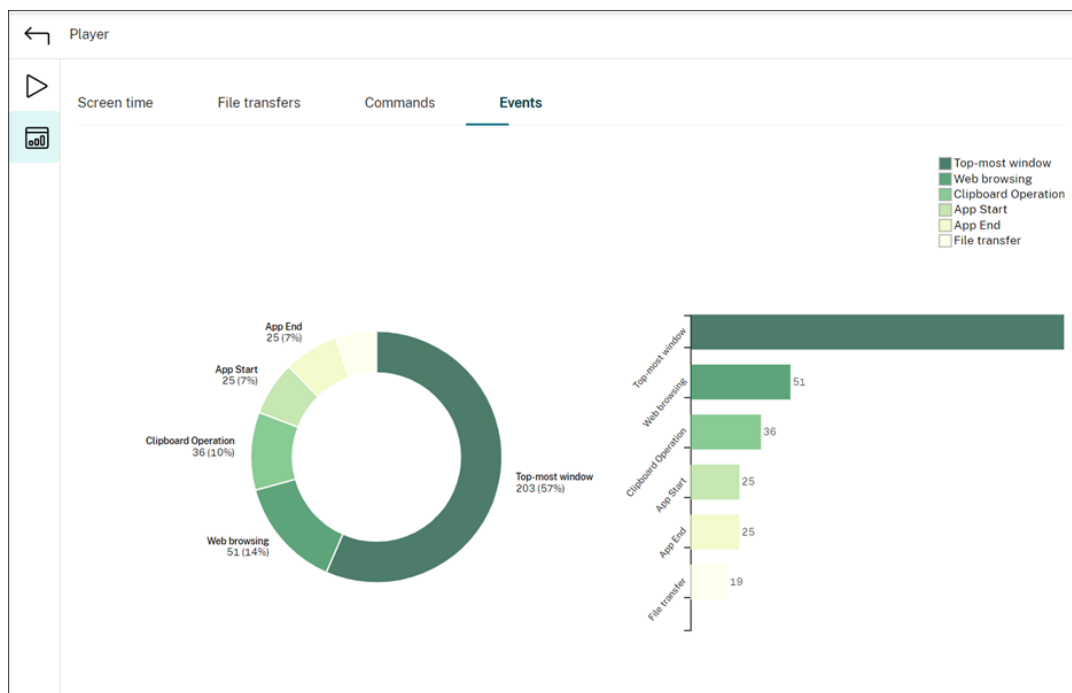 Player
Screen time
File transfers
Commands
Events
Top-most window
Web browsing
Clipboard Operation
App Start
App End
File transfer
App End
25 (7%)
App Start
25 (7%)
Clipboard Operation
36 (10%)
Web browsing
51 (14%)
Top-most window
203 (57%)
Top-most window
Web browsing
51
Clipboard Operation
36
App Start
25
App End
25
File transfer
19